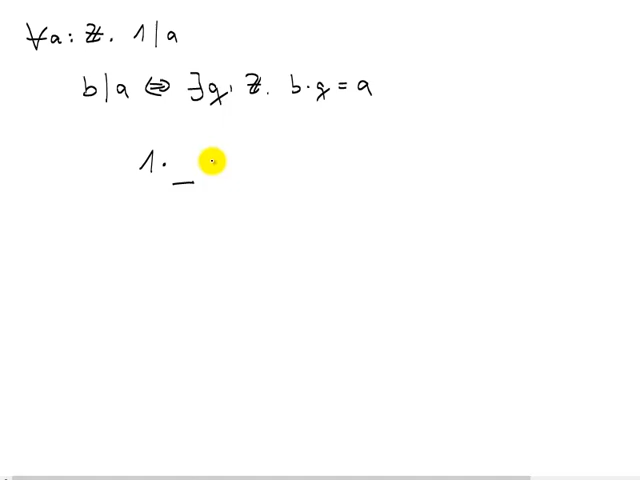 ∀a: ℤ. 1|a
b|a ⇔ ∃q: ℤ. b·q = a
1· _